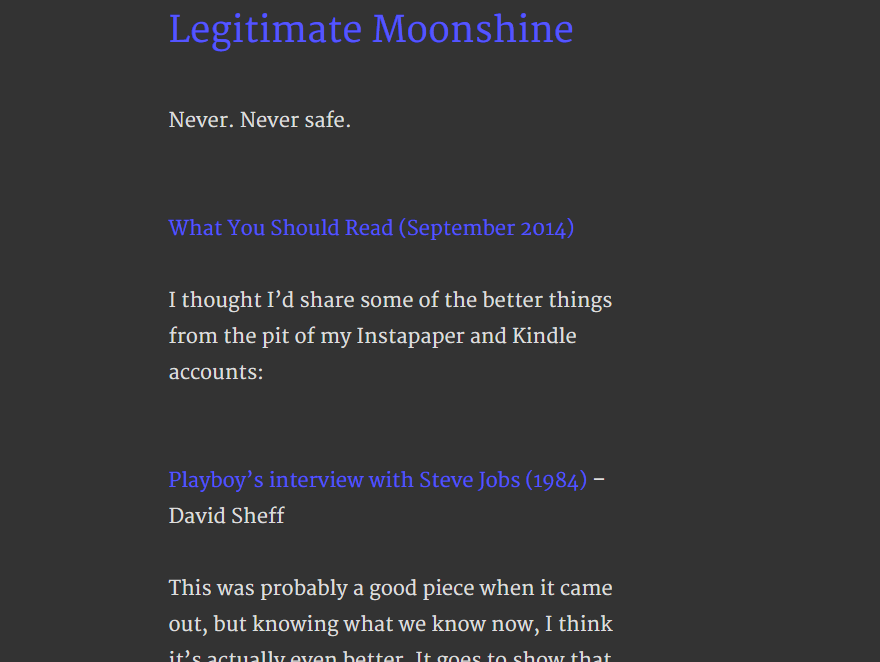 Legitimate Moonshine
Never. Never safe.
What You Should Read (September 2014)
I thought I’d share some of the better things
from the pit of my Instapaper and Kindle
accounts:
Playboy’s interview with Steve Jobs (1984) –
David Sheff
This was probably a good piece when it came
out, but knowing what we know now, I think
it’s actually even better. It goes to show that